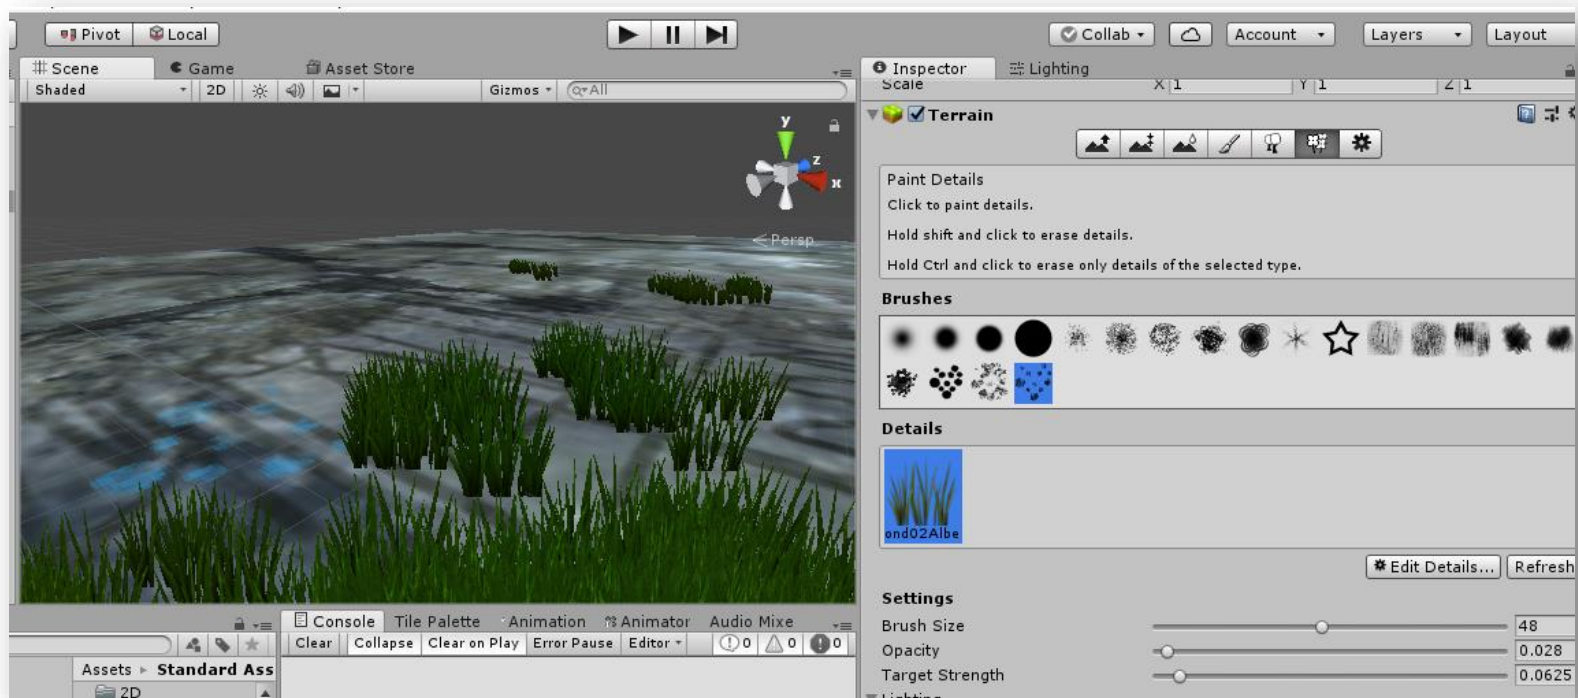 Pivot Local Collab Account Layers Layout
Scene Game Asset Store
Shaded 2D Gizmos All
y
z
x
Persp
Console Tile Palette Animation Animator Audio Mixe
Clear Collapse Clear on Play Error Pause Editor 0 0 0
Assets Standard Ass
2D
Inspector Lighting
Scale X 1 Y 1 Z 1
Terrain
Paint Details
Click to paint details.
Hold shift and click to erase details.
Hold Ctrl and click to erase only details of the selected type.
Brushes
Details
ond02Albe
Edit Details... Refresh
Settings
Brush Size 48
Opacity 0.028
Target Strength 0.0625
Lighting